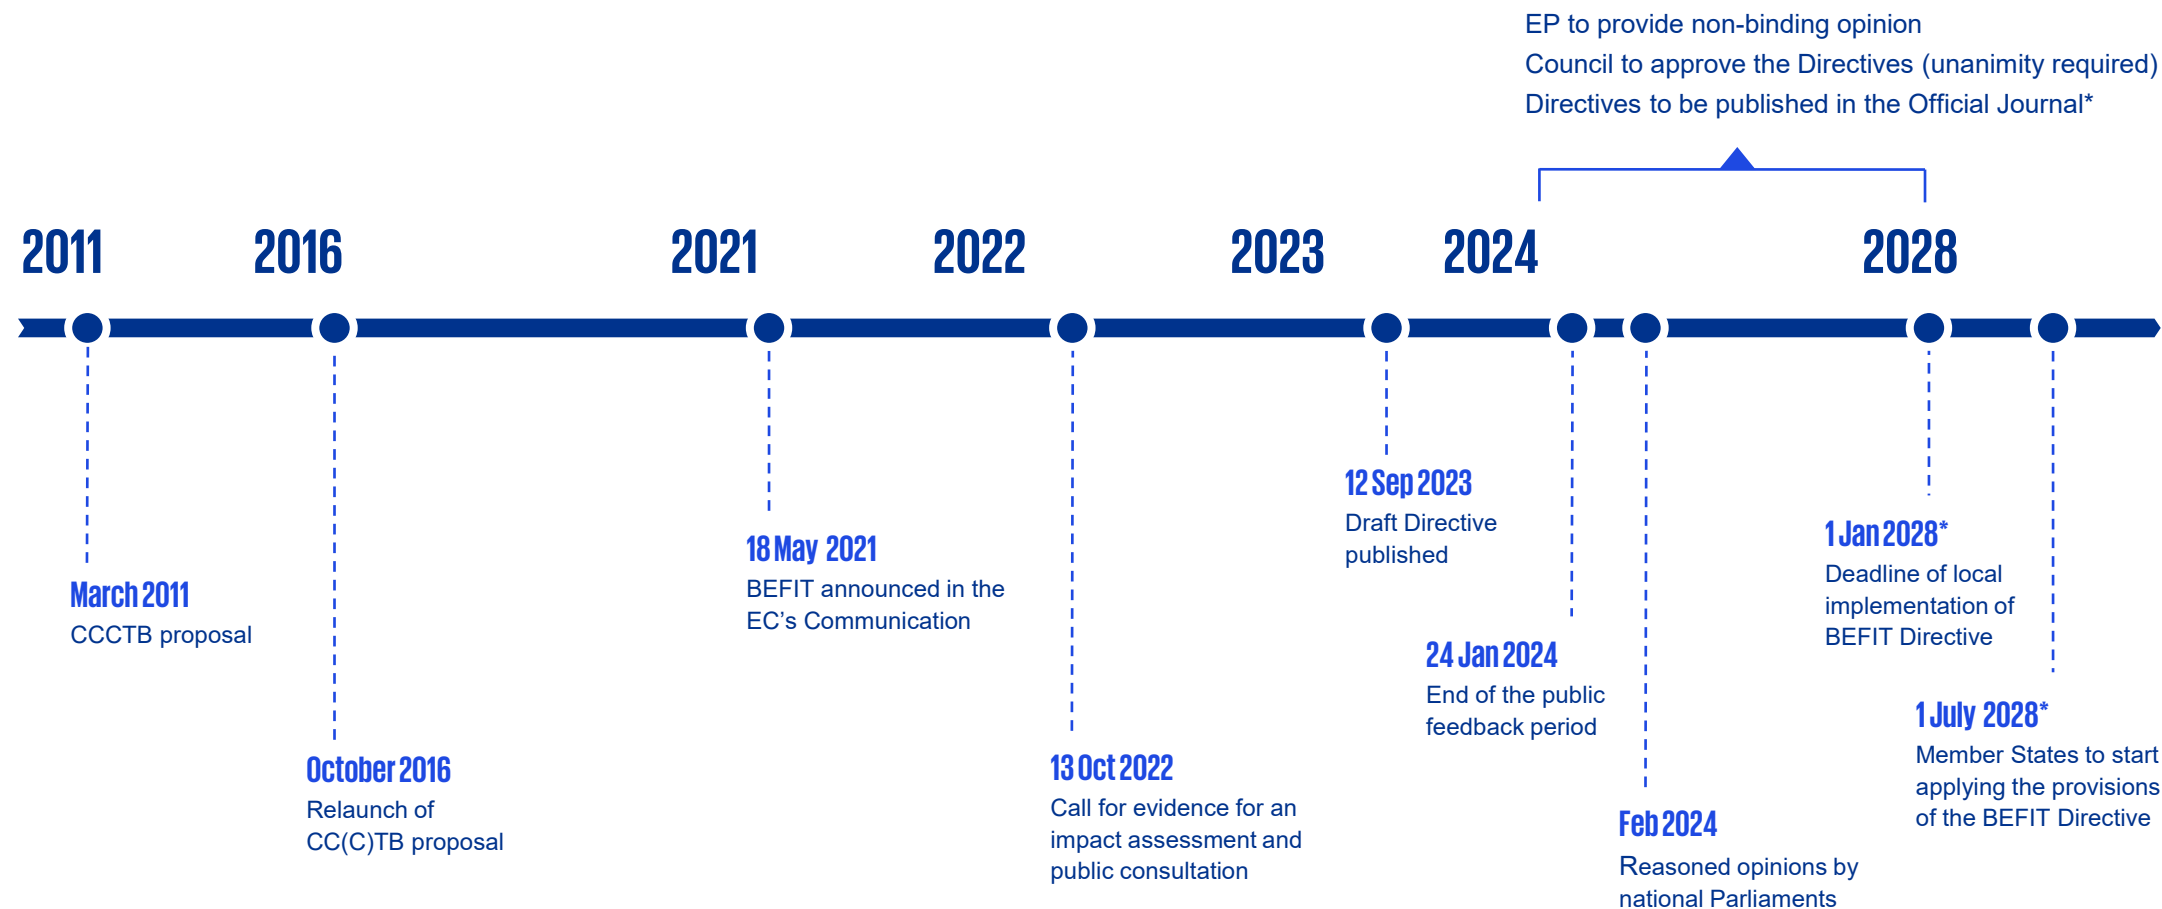 EP to provide non-binding opinion
Council to approve the Directives (unanimity required)
Directives to be published in the Official Journal*
2011
2016
2021
2022
2023
2024
2028
March 2011
CCCTB proposal
October 2016
Relaunch of
CC(C)TB proposal
18 May 2021
BEFIT announced in the
EC’s Communication
13 Oct 2022
Call for evidence for an
impact assessment and
public consultation
12 Sep 2023
Draft Directive
published
24 Jan 2024
End of the public
feedback period
Feb 2024
Reasoned opinions by
national Parliaments
1 Jan 2028*
Deadline of local
implementation of
BEFIT Directive
1 July 2028*
Member States to start
applying the provisions
of the BEFIT Directive